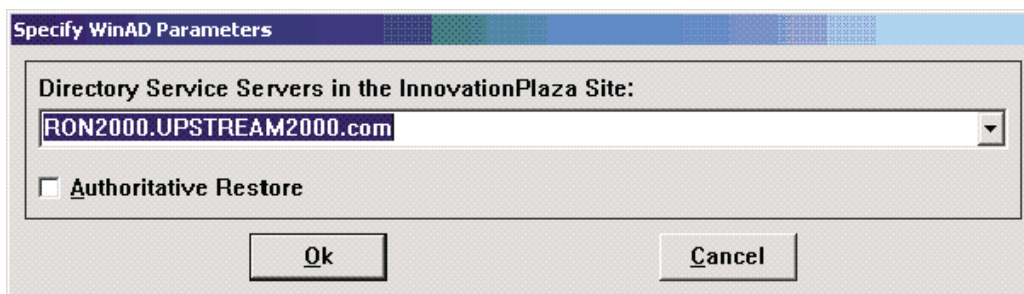 Specify WinAD Parameters
Directory Service Servers in the InnovationPlaza Site:
RON2000.UPSTREAM2000.com
Authoritative Restore
Ok
Cancel